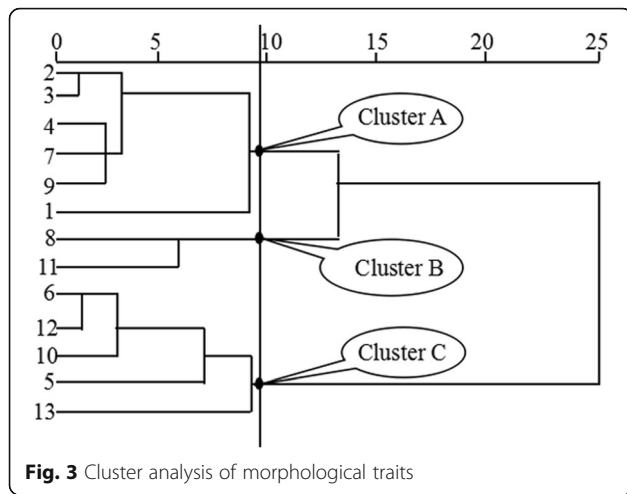 0 5 10 15 20 25
2
3
4
Cluster A
7
9
1
8
11
Cluster B
6
12
Cluster C
10
5
13
Fig. 3 Cluster analysis of morphological traits